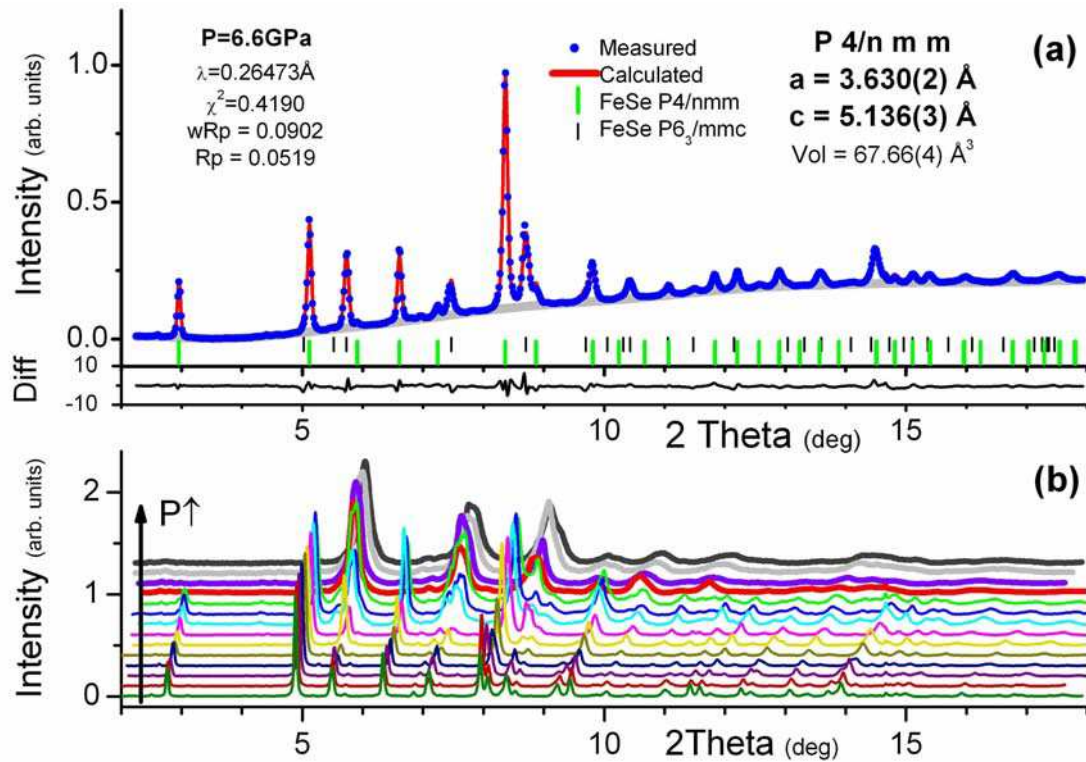 P=6.6GPa
λ=0.26473Å
χ²=0.4190
wRp = 0.0902
Rp = 0.0519
Measured
Calculated
FeSe P4/nmm
FeSe P6₃/mmc
P 4/n m m
a = 3.630(2) Å
c = 5.136(3) Å
Vol = 67.66(4) Å³
(a)
Intensity (arb. units)
1.0
0.5
0.0
Diff
10
-10
5
10
15
2 Theta (deg)
(b)
P↑
Intensity (arb. units)
2
1
0
5
10
15
2Theta (deg)